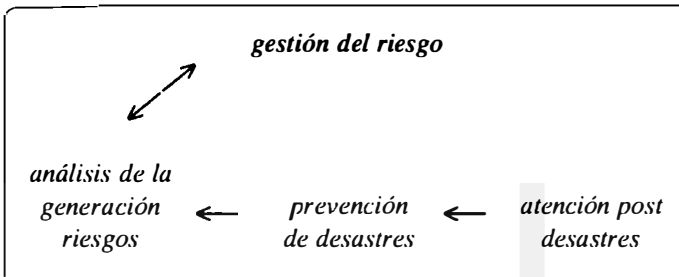 gestión del riesgo
análisis de la
generación
riesgos
prevención
de desastres
atención post
desastres